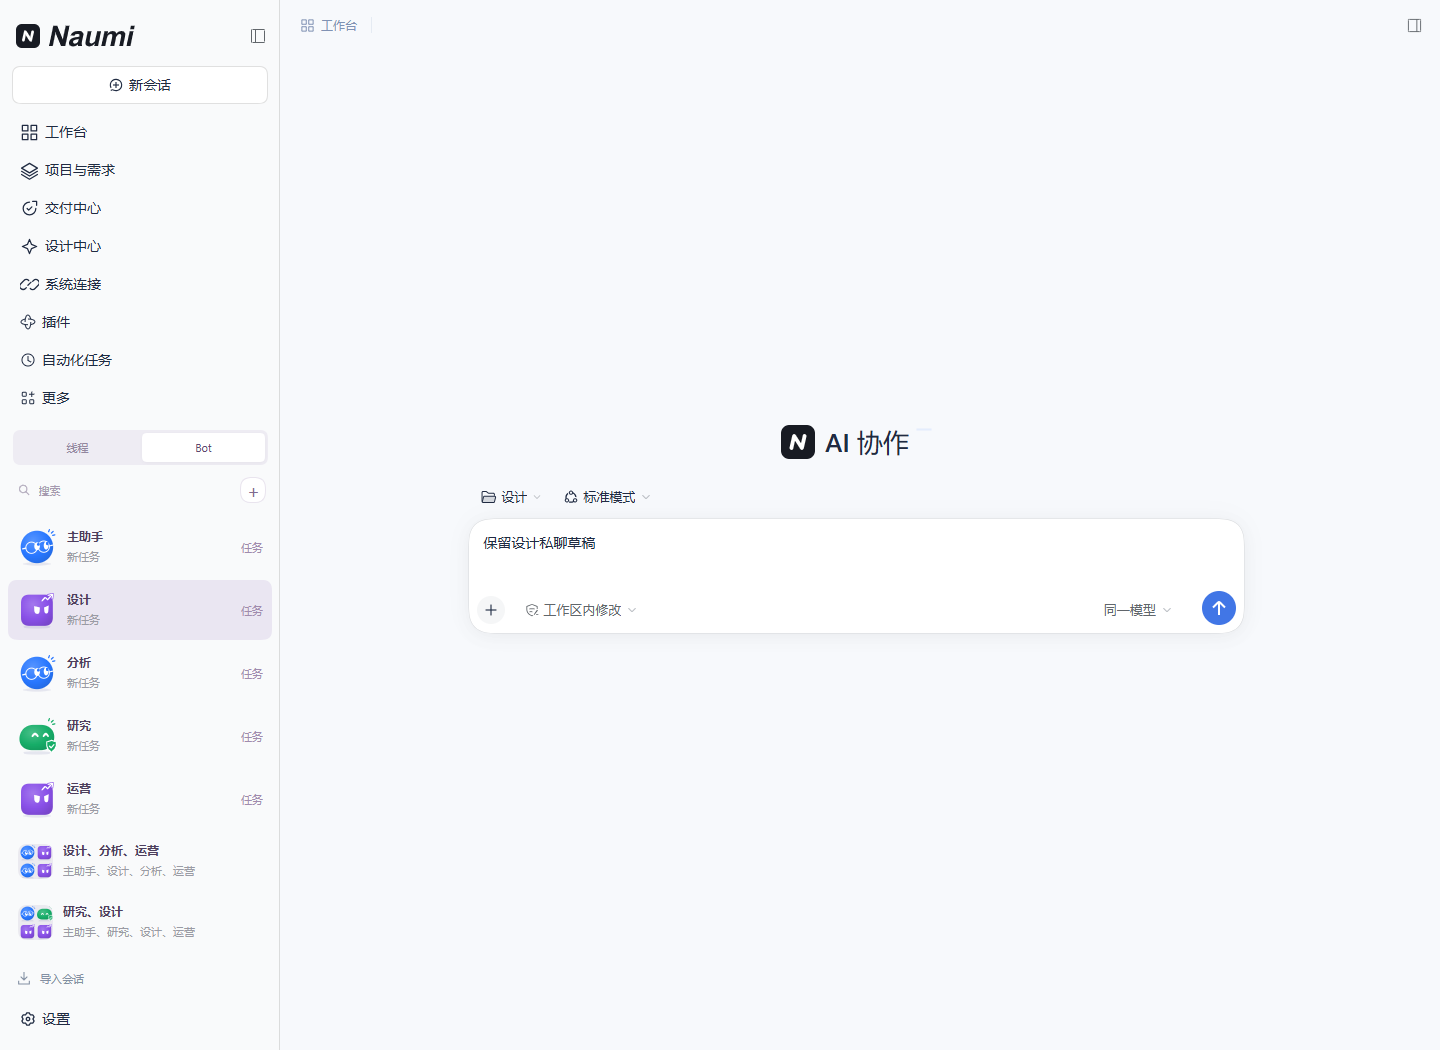 Naumi
新会话
工作台
项目与需求
交付中心
设计中心
系统连接
插件
自动化任务
更多
线程 Bot
搜索
主助手
新任务 任务
设计
新任务 任务
分析
新任务 任务
研究
新任务 任务
运营
新任务 任务
设计、分析、运营
主助手、设计、分析、运营
研究、设计
主助手、研究、设计、运营
导入会话
设置
工作台
AI 协作
设计 标准模式
保留设计私聊草稿
工作区内修改 同一模型